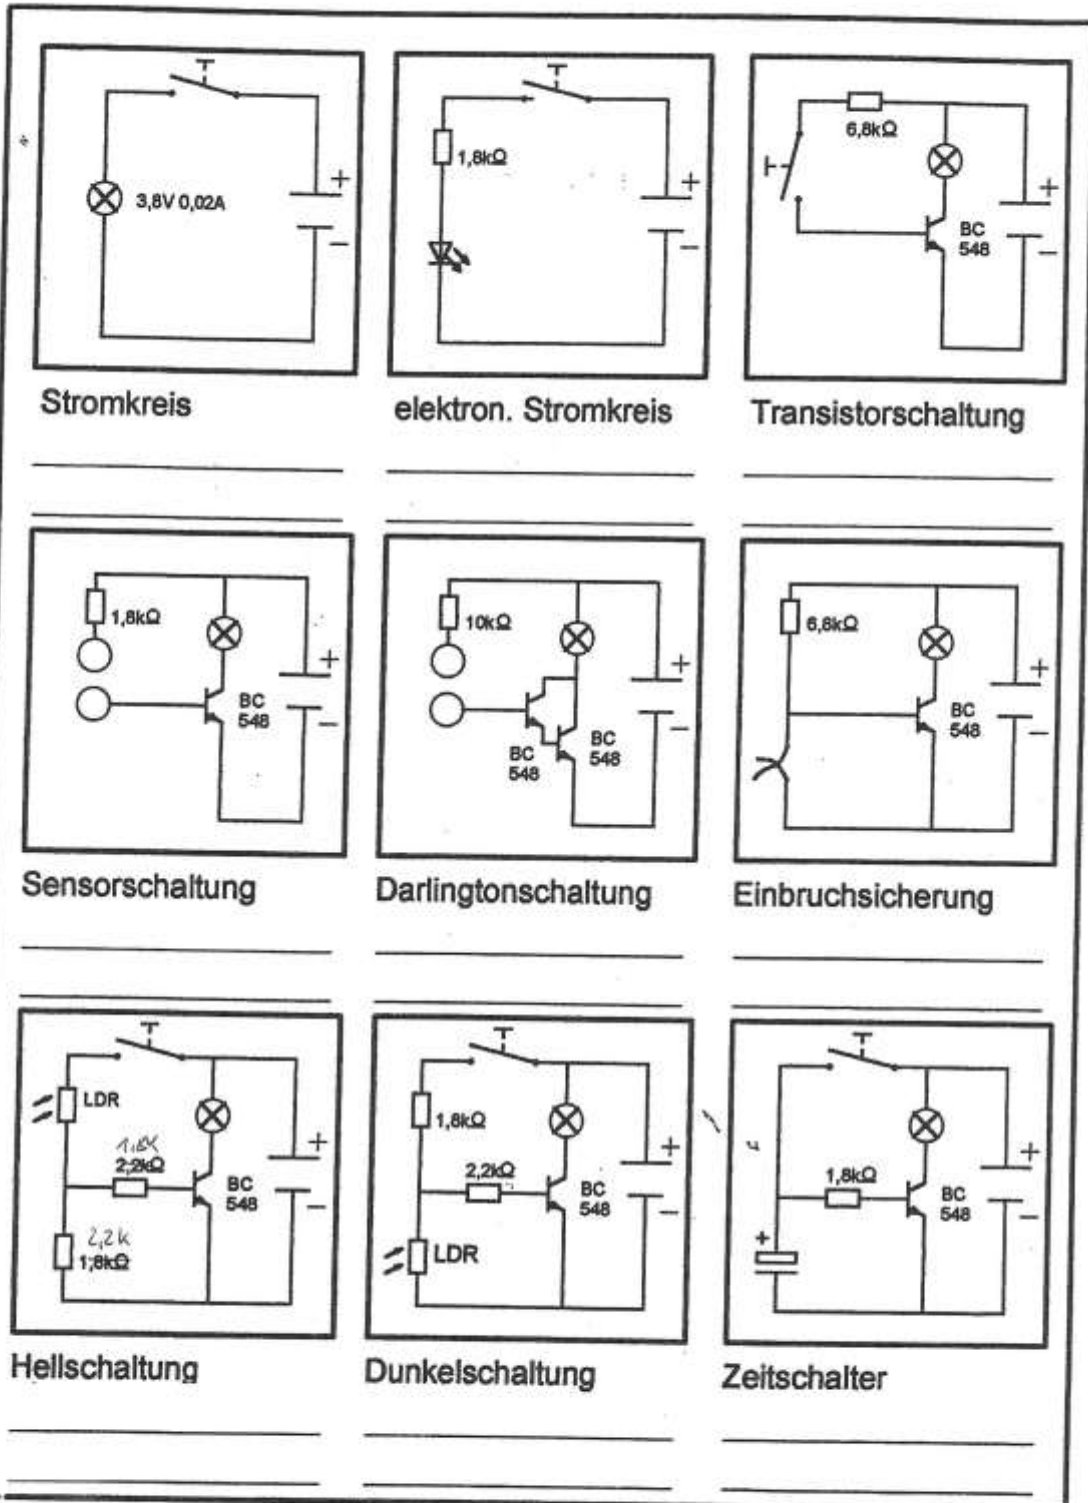 3,8V 0,02A
+
−
Stromkreis
1,8kΩ
+
−
elektron. Stromkreis
6,8kΩ
BC
548
+
−
Transistorschaltung
1,8kΩ
BC
548
+
−
Sensorschaltung
10kΩ
BC
548
BC
548
+
−
Darlingtonschaltung
6,8kΩ
BC
548
+
−
Einbruchsicherung
LDR
1,8K
2,2kΩ
BC
548
2,2K
1,8kΩ
+
−
Hellschaltung
1,8kΩ
2,2kΩ
BC
548
LDR
+
−
Dunkelschaltung
1,8kΩ
BC
548
+
+
−
Zeitschalter